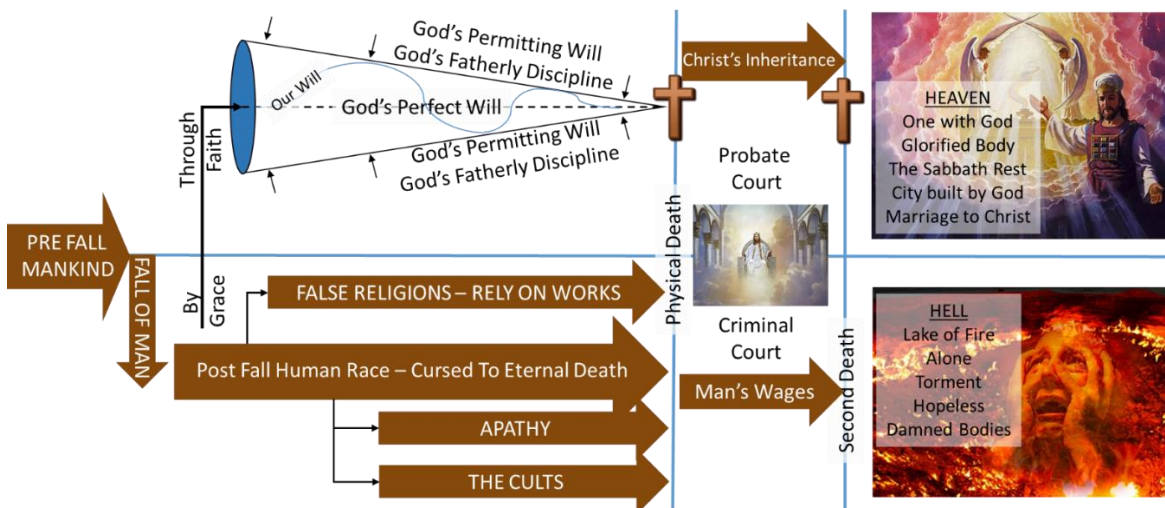 God's Permitting Will
God's Fatherly Discipline
Our Will
God's Perfect Will
God's Permitting Will
God's Fatherly Discipline
Through
Faith
By
Grace
PRE FALL
MANKIND
FALL OF MAN
FALSE RELIGIONS – RELY ON WORKS
Post Fall Human Race – Cursed To Eternal Death
APATHY
THE CULTS
Physical Death
Christ's Inheritance
Probate
Court
Criminal
Court
Man's Wages
Second Death
HEAVEN
One with God
Glorified Body
The Sabbath Rest
City built by God
Marriage to Christ
HELL
Lake of Fire
Alone
Torment
Hopeless
Damned Bodies